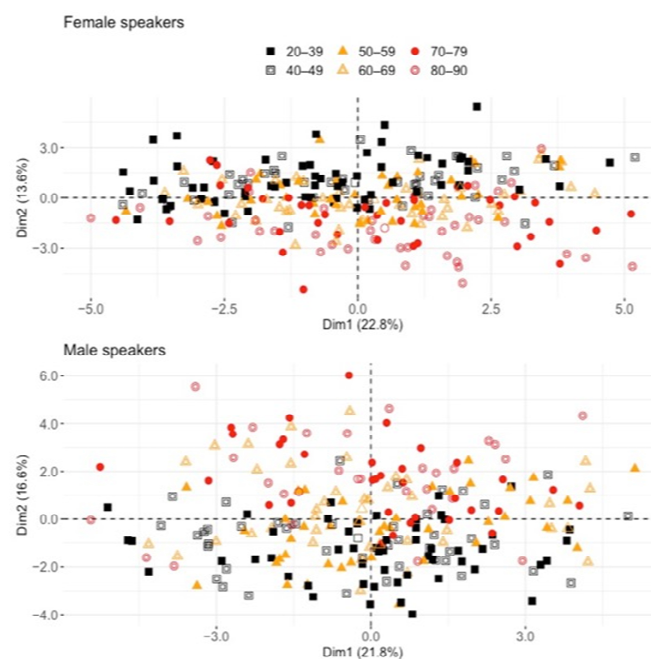 Female speakers
20–39 50–59 70–79
40–49 60–69 80–90
3.0
0.0
−3.0
Dim2 (13.6%)
−5.0 −2.5 0.0 2.5 5.0
Dim1 (22.8%)
Male speakers
6.0
4.0
2.0
0.0
−2.0
−4.0
Dim2 (16.6%)
−3.0 0.0 3.0
Dim1 (21.8%)